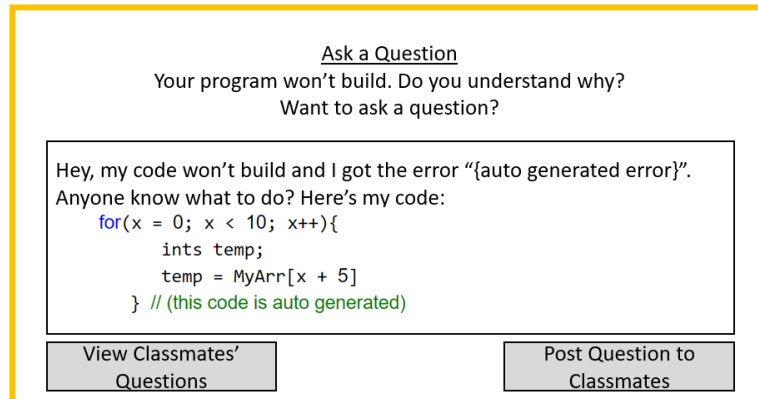 Ask a Question
Your program won’t build. Do you understand why?
Want to ask a question?
Hey, my code won’t build and I got the error “{auto generated error}”.
Anyone know what to do? Here’s my code:
for(x = 0; x < 10; x++){
ints temp;
temp = MyArr[x + 5]
} // (this code is auto generated)
View Classmates’
Questions
Post Question to
Classmates